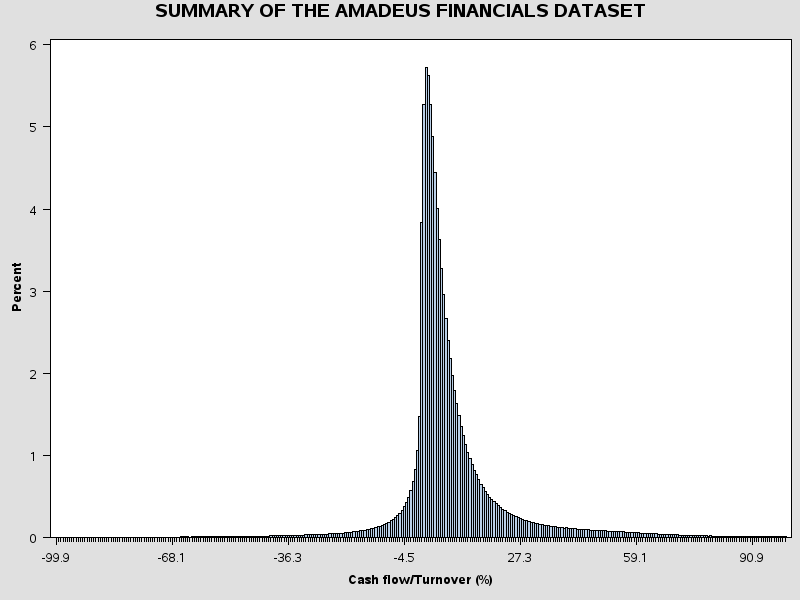 SUMMARY OF THE AMADEUS FINANCIALS DATASET
6
5
4
3
2
1
0
Percent
-99.9 -68.1 -36.3 -4.5 27.3 59.1 90.9
Cash flow/Turnover (%)